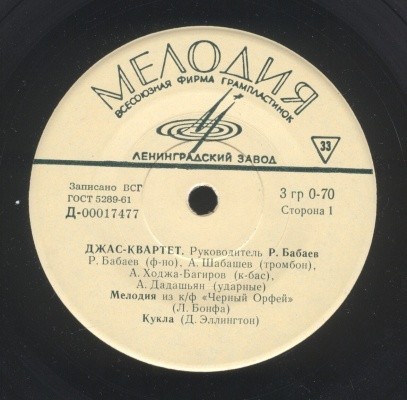 МЕЛОДИЯ
ВСЕСОЮЗНАЯ ФИРМА ГРАМПЛАСТИНОК
ЛЕНИНГРАДСКИЙ ЗАВОД
33
Записано ВСГ
ГОСТ 5289-61
Д-00017477
3 гр 0-70
Сторона 1
ДЖАС-КВАРТЕТ. Руководитель Р. Бабаев
Р. Бабаев (ф-но), А. Шабашев (тромбон),
А. Ходжа-Багиров (к-бас),
А. Дадашьян (ударные)
Мелодия из к/ф «Черный Орфей»
(Л. Бонфа)
Кукла (Д. Эллингтон)